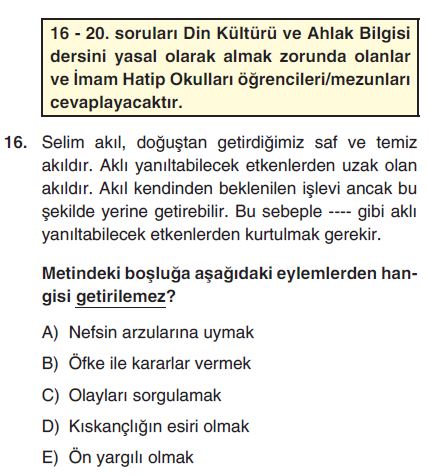 16 - 20. soruları Din Kültürü ve Ahlak Bilgisi
dersini yasal olarak almak zorunda olanlar
ve İmam Hatip Okulları öğrencileri/mezunları
cevaplayacaktır.
16. Selim akıl, doğuştan getirdiğimiz saf ve temiz
akıldır. Aklı yanıltabilecek etkenlerden uzak olan
akıldır. Akıl kendinden beklenilen işlevi ancak bu
şekilde yerine getirebilir. Bu sebeple ---- gibi aklı
yanıltabilecek etkenlerden kurtulmak gerekir.
Metindeki boşluğa aşağıdaki eylemlerden han-
gisi getirilemez?
A) Nefsin arzularına uymak
B) Öfke ile kararlar vermek
C) Olayları sorgulamak
D) Kıskançlığın esiri olmak
E) Ön yargılı olmak